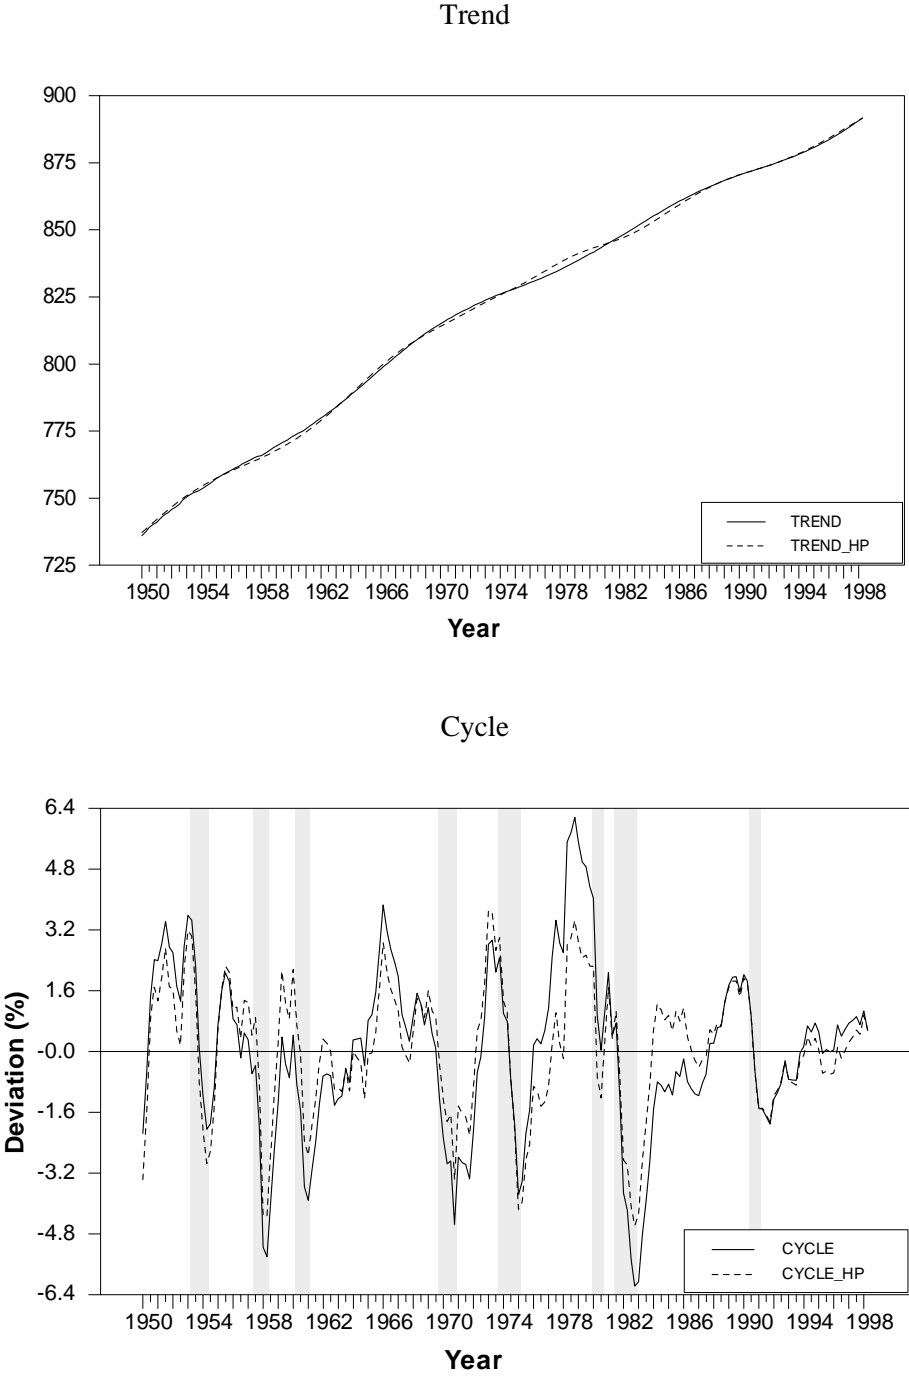 Trend
900
875
850
825
800
775
750
725
TREND
TREND_HP
1950 1954 1958 1962 1966 1970 1974 1978 1982 1986 1990 1994 1998
Year
Cycle
6.4
4.8
3.2
1.6
-0.0
-1.6
-3.2
-4.8
-6.4
Deviation (%)
CYCLE
CYCLE_HP
1950 1954 1958 1962 1966 1970 1974 1978 1982 1986 1990 1994 1998
Year